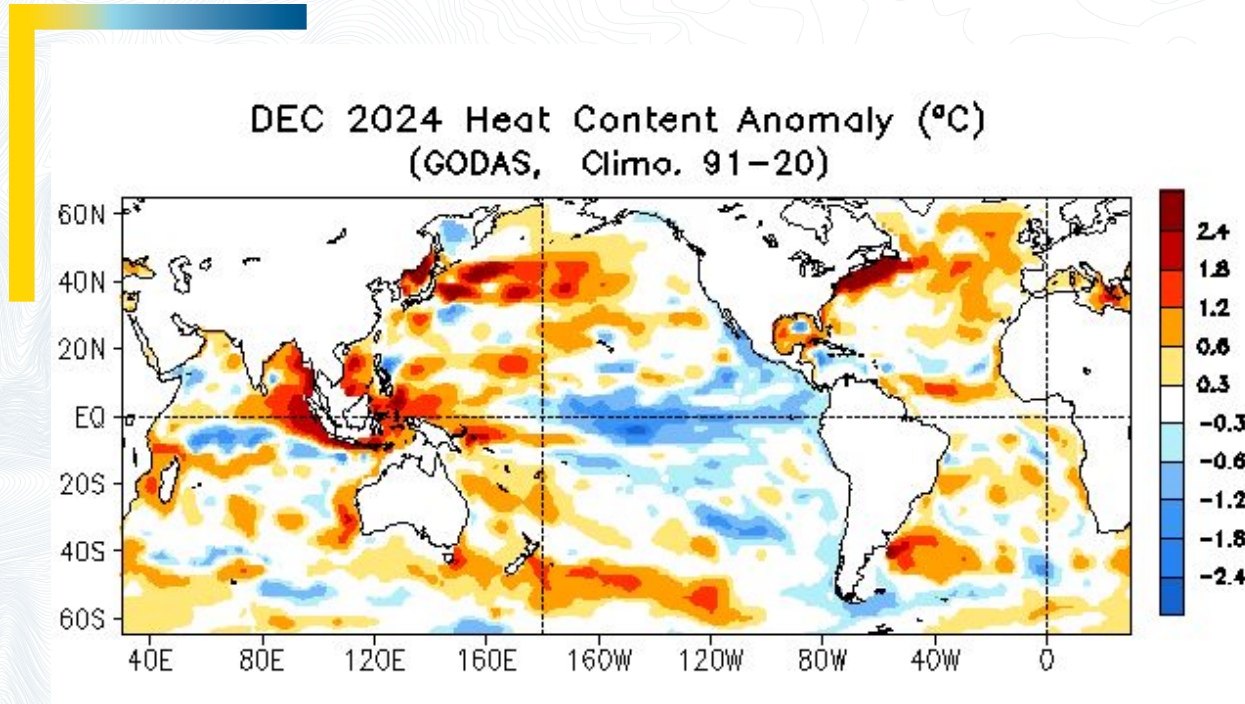 DEC 2024 Heat Content Anomaly (ºC)
(GODAS, Climo. 91-20)
60N
40N
20N
EQ
20S
40S
60S
40E 80E 120E 160E 160W 120W 80W 40W 0
2.4
1.8
1.2
0.6
0.3
-0.3
-0.6
-1.2
-1.8
-2.4